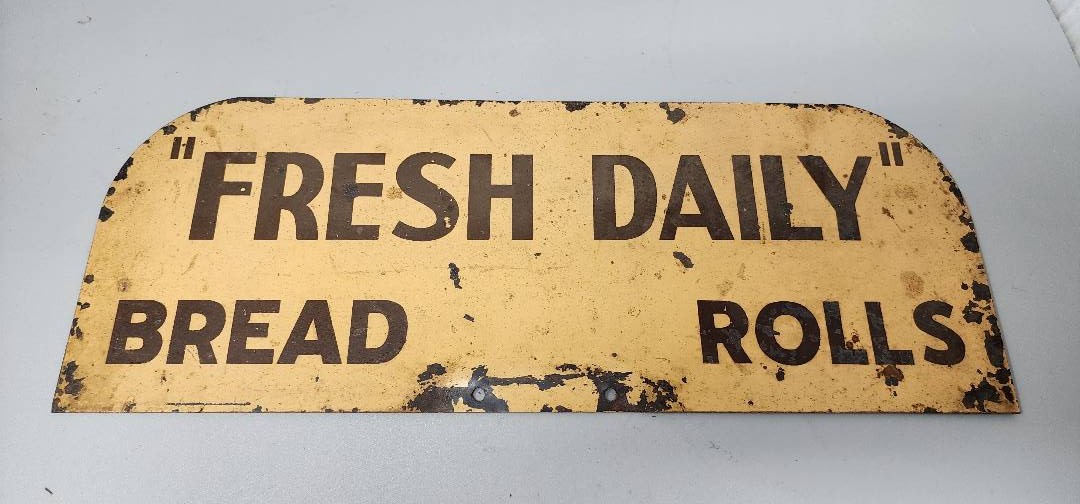 "FRESH DAILY"
BREAD ROLLS